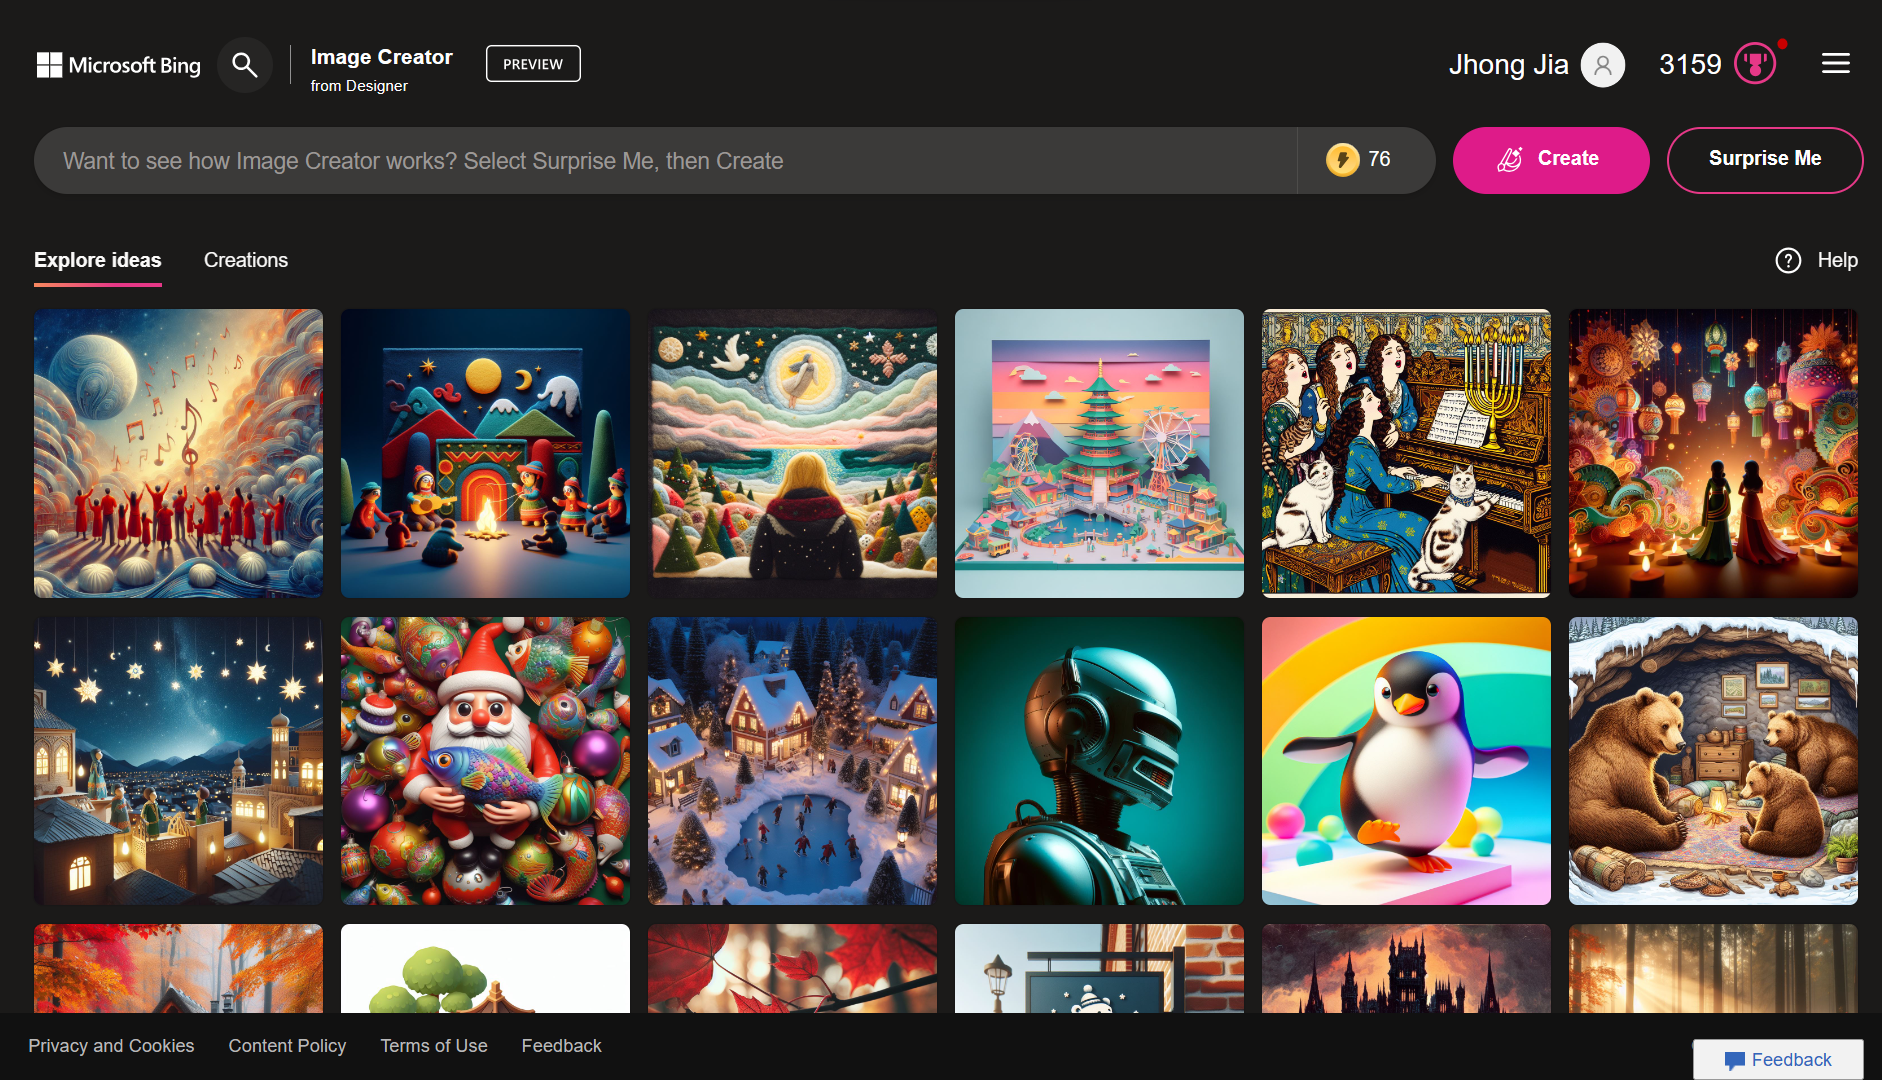 Microsoft Bing
Image Creator
from Designer
PREVIEW
Jhong Jia
3159
Want to see how Image Creator works? Select Surprise Me, then Create
76
Create
Surprise Me
Explore ideas
Creations
Help
Privacy and Cookies
Content Policy
Terms of Use
Feedback
Feedback